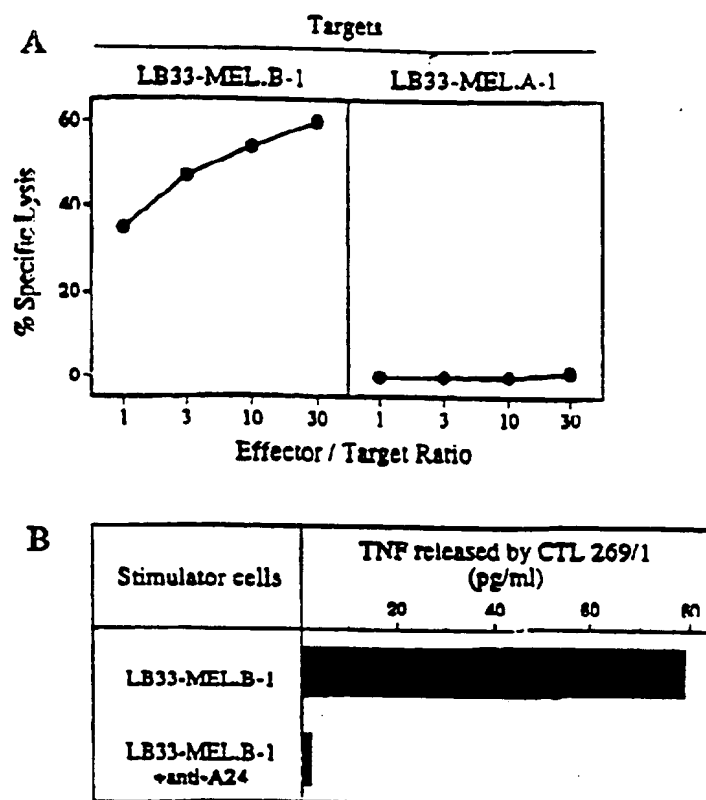 A
Targets
LB33-MEL.B-1 LB33-MEL.A-1
% Specific Lysis
60
40
20
0
1 3 10 30 1 3 10 30
Effector / Target Ratio
B
Stimulator cells
TNF released by CTL 269/1
(pg/ml)
20 40 60 80
LB33-MEL.B-1
LB33-MEL.B-1
+anti-A24